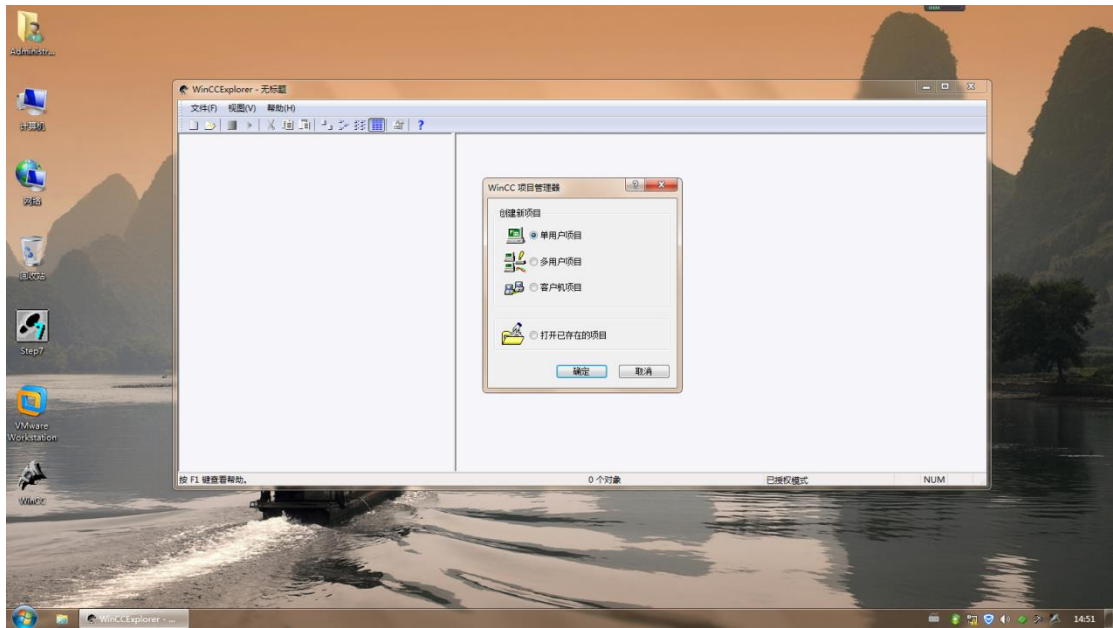 Administr...
计算机
网络
回收站
Step7
VMware
Workstation
WinCC
WinCCExplorer - 无标题
文件(F) 视图(V) 帮助(H)
WinCC 项目管理器
创建新项目
单用户项目
多用户项目
客户机项目
打开已存在的项目
确定 取消
按 F1 键查看帮助。 0 个对象 已授权模式 NUM
WinCCExplorer - ...
14:51